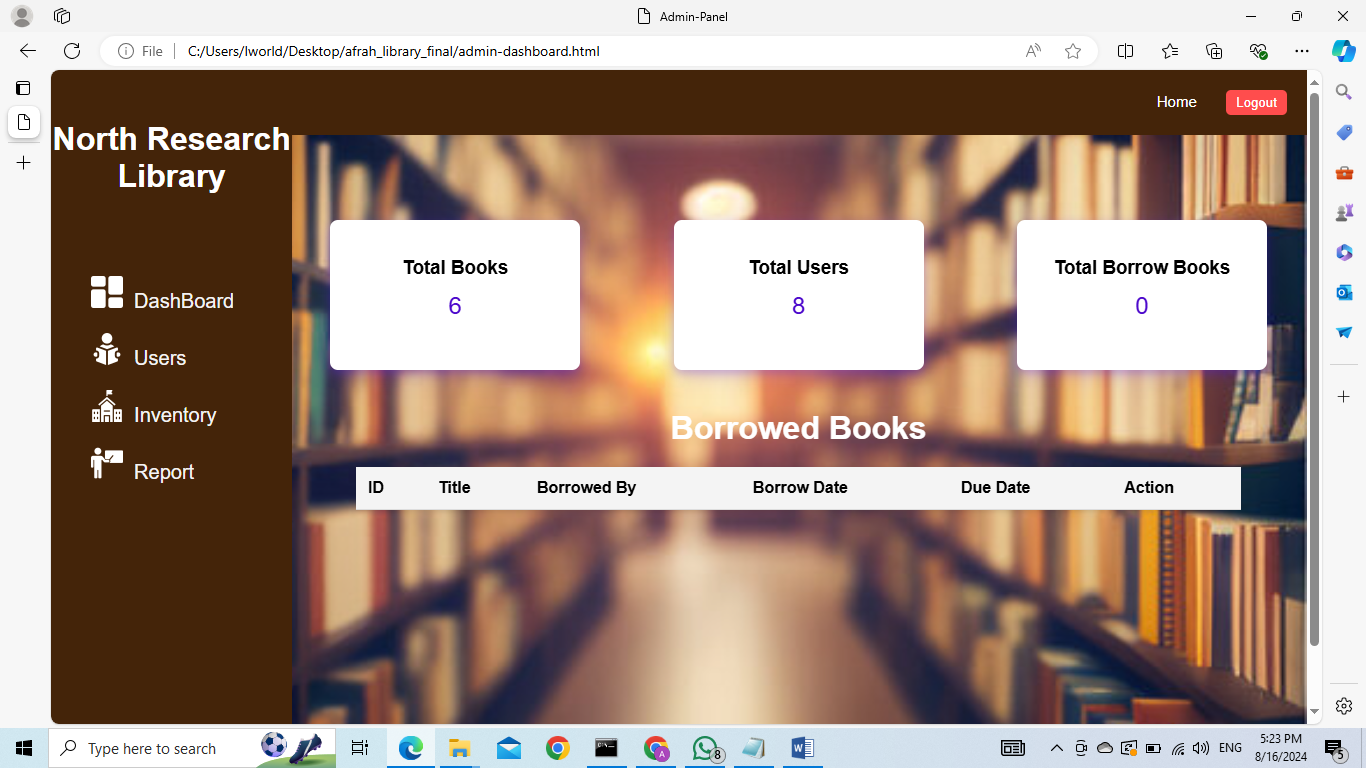 Admin-Panel
File
C:/Users/lworld/Desktop/afrah_library_final/admin-dashboard.html
Home
Logout
North Research
Library
DashBoard
Users
Inventory
Report
Total Books
6
Total Users
8
Total Borrow Books
0
Borrowed Books
ID Title Borrowed By Borrow Date Due Date Action
Type here to search
8
ENG
5:23 PM
8/16/2024
5